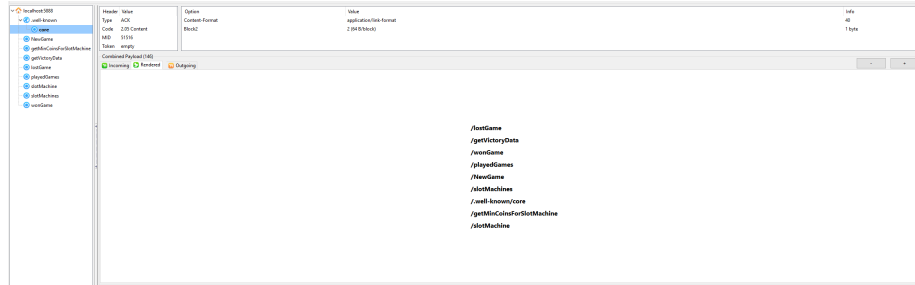 localhost:5683
.well-known
core
NewGame
getMinCoinsForSlotMachine
getVictoryData
lostGame
playedGames
slotMachine
slotMachines
wonGame
Header Value
Type ACK
Code 2.05 Content
MID 51516
Token empty
Option Value Info
Content-Format application/link-format 40
Block2 2 (64 B/block) 1 byte
Combined Payload (146)
Incoming Rendered Outgoing
- +
/lostGame
/getVictoryData
/wonGame
/playedGames
/NewGame
/slotMachines
/.well-known/core
/getMinCoinsForSlotMachine
/slotMachine